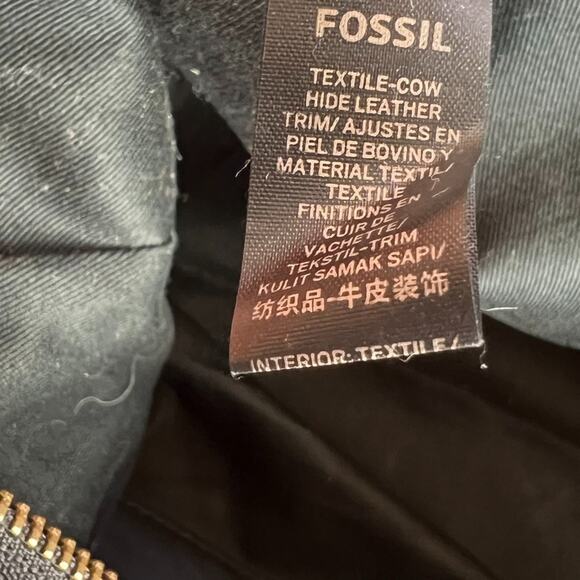 FOSSIL
TEXTILE-COW
HIDE LEATHER
TRIM/ AJUSTES EN
PIEL DE BOVINO Y
MATERIAL TEXTIL/
TEXTILE
FINITIONS EN
CUIR DE
VACHETTE/
TEKSTIL-TRIM
KULIT SAMAK SAPI/
纺织品-牛皮装饰
INTERIOR: TEXTILE/